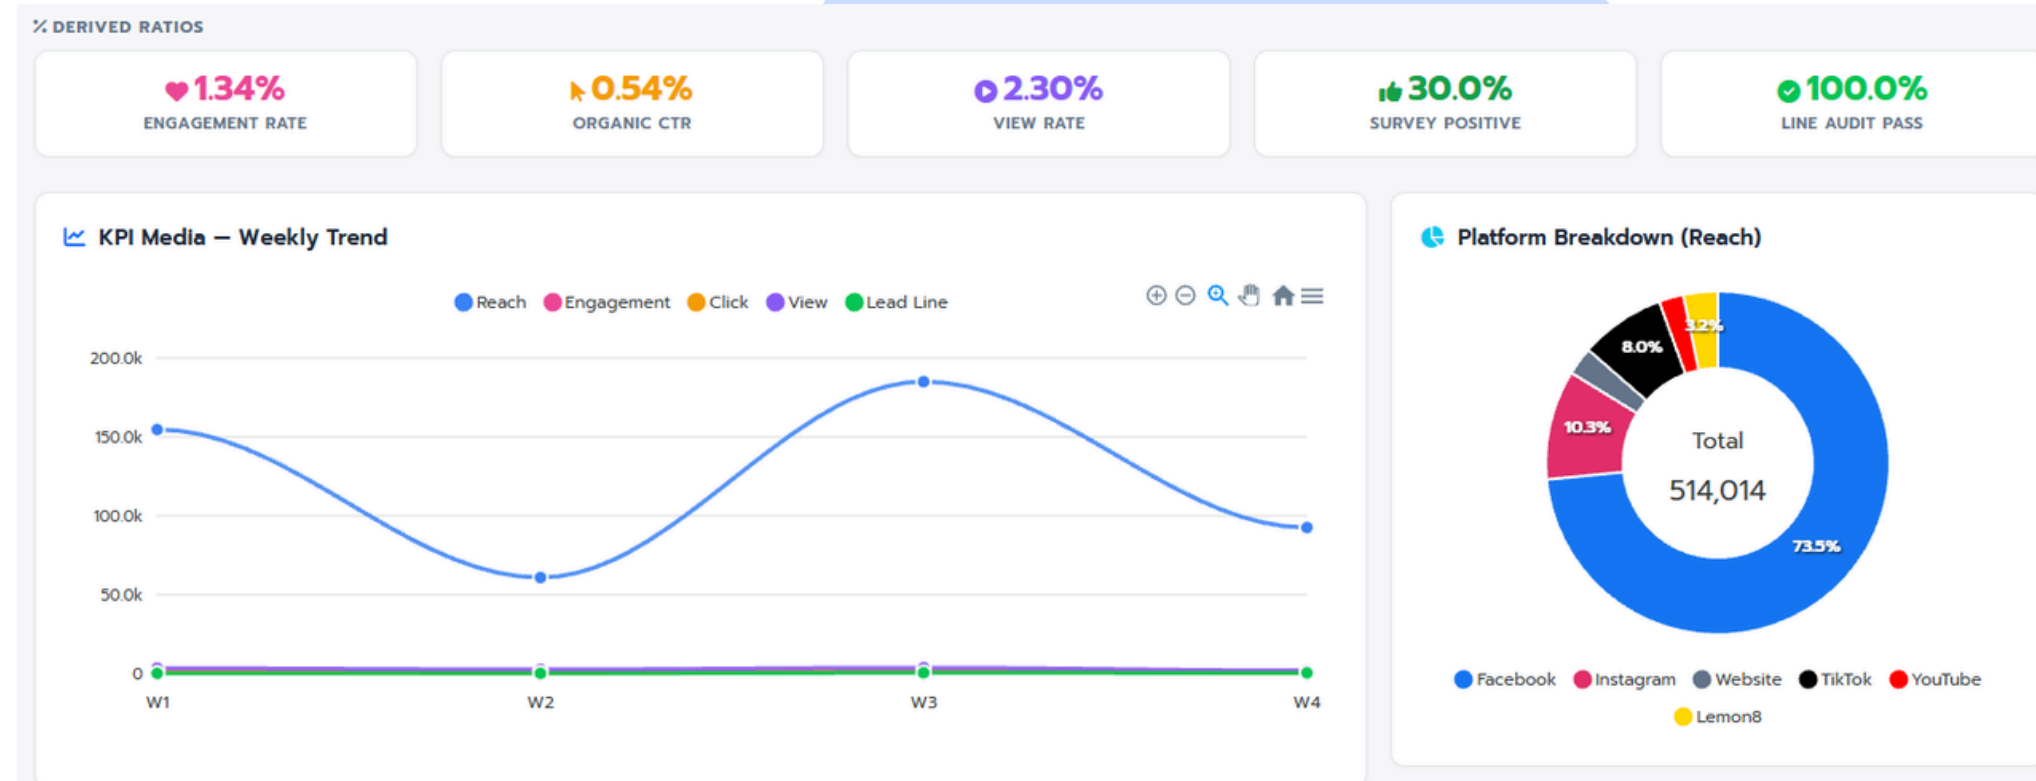 DERIVED RATIOS
1.34%
ENGAGEMENT RATE
0.54%
ORGANIC CTR
2.30%
VIEW RATE
30.0%
SURVEY POSITIVE
100.0%
LINE AUDIT PASS
KPI Media — Weekly Trend
Reach Engagement Click View Lead Line
200.0k
150.0k
100.0k
50.0k
0
W1 W2 W3 W4
Platform Breakdown (Reach)
3.2%
8.0%
10.3%
Total
514,014
73.5%
Facebook Instagram Website TikTok YouTube
Lemon8